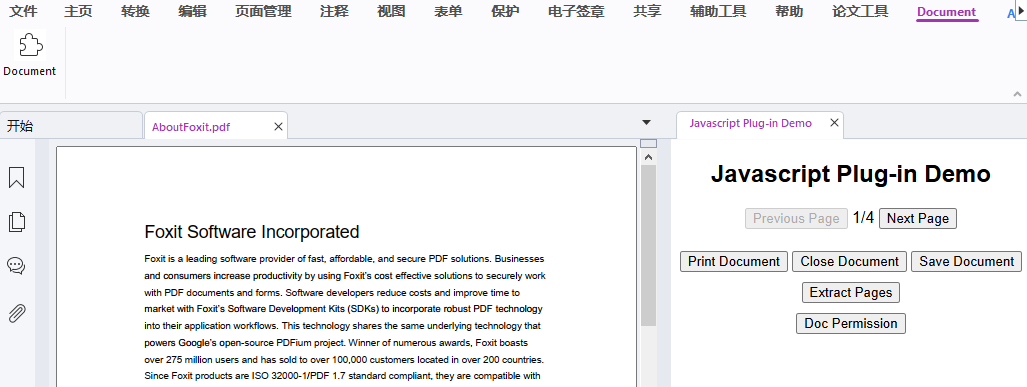 文件 主页 转换 编辑 页面管理 注释 视图 表单 保护 电子签章 共享 辅助工具 帮助 论文工具 Document
Document
开始 AboutFoxit.pdf Javascript Plug-in Demo
Javascript Plug-in Demo
Previous Page 1/4 Next Page
Print Document Close Document Save Document
Extract Pages
Doc Permission
Foxit Software Incorporated
Foxit is a leading software provider of fast, affordable, and secure PDF solutions. Businesses
and consumers increase productivity by using Foxit's cost effective solutions to securely work
with PDF documents and forms. Software developers reduce costs and improve time to
market with Foxit's Software Development Kits (SDKs) to incorporate robust PDF technology
into their application workflows. This technology shares the same underlying technology that
powers Google's open-source PDFium project. Winner of numerous awards, Foxit boasts
over 275 million users and has sold to over 100,000 customers located in over 200 countries.
Since Foxit products are ISO 32000-1/PDF 1.7 standard compliant, they are compatible with